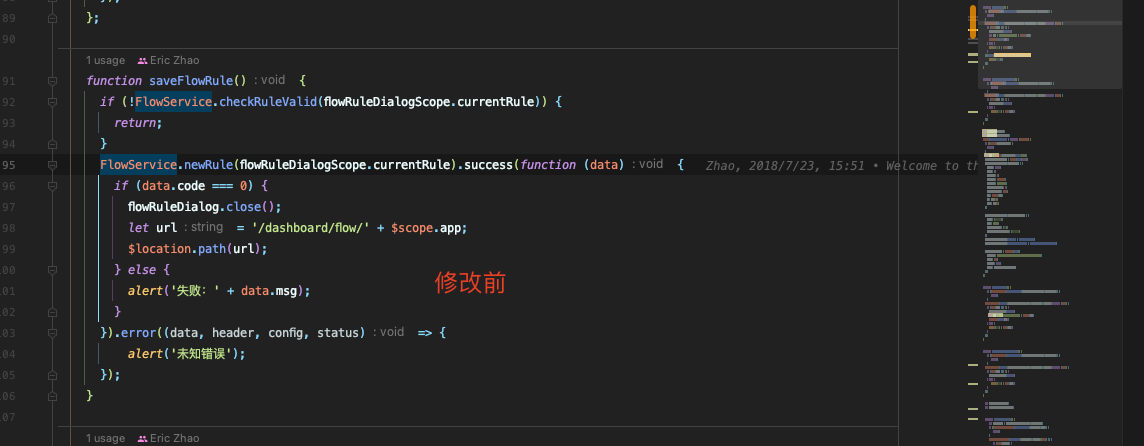 89 };
90
1 usage Eric Zhao
91 function saveFlowRule() : void {
92 if (!FlowService.checkRuleValid(flowRuleDialogScope.currentRule)) {
93 return;
94 }
95 FlowService.newRule(flowRuleDialogScope.currentRule).success(function (data) : void { Zhao, 2018/7/23, 15:51 • Welcome to th
96 if (data.code === 0) {
97 flowRuleDialog.close();
98 let url : string = '/dashboard/flow/' + $scope.app;
99 $location.path(url);
100 } else {
101 alert('失败: ' + data.msg);
修改前
102 }
103 }).error((data, header, config, status) : void => {
104 alert('未知错误');
105 });
106 }
107
1 usage Eric Zhao